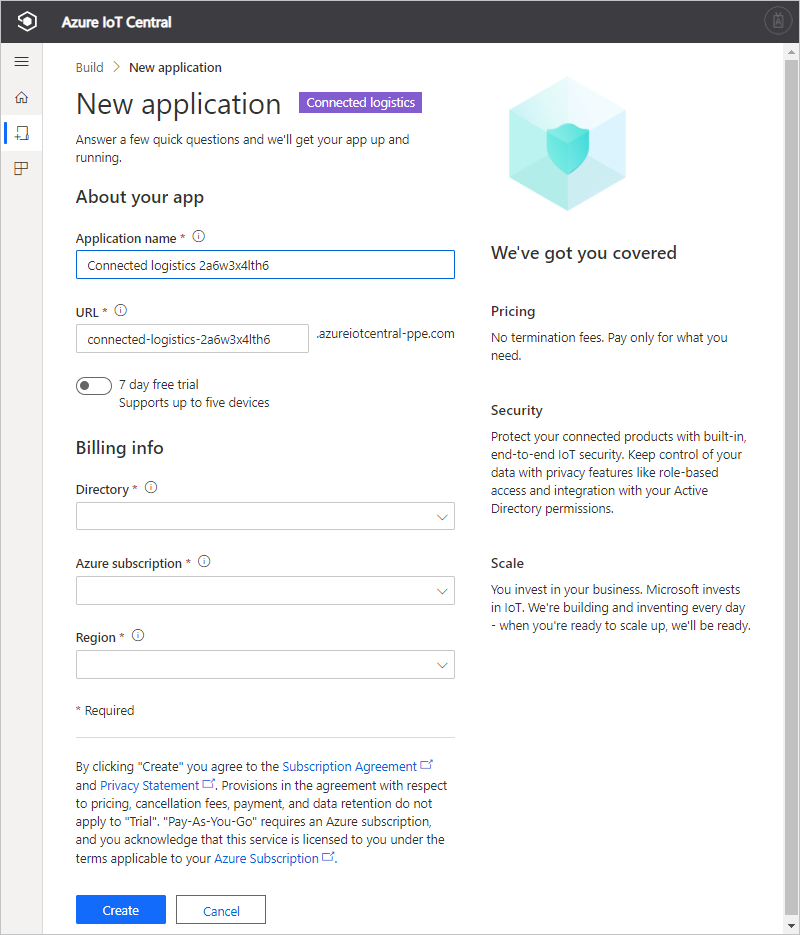 Azure IoT Central
Build > New application
New application
Connected logistics
Answer a few quick questions and we'll get your app up and
running.
About your app
Application name *
Connected logistics 2a6w3x4lth6
URL *
connected-logistics-2a6w3x4lth6
.azureiotcentral-ppe.com
7 day free trial
Supports up to five devices
Billing info
Directory *
Azure subscription *
Region *
* Required
By clicking "Create" you agree to the Subscription Agreement
and Privacy Statement. Provisions in the agreement with respect
to pricing, cancellation fees, payment, and data retention do not
apply to "Trial". "Pay-As-You-Go" requires an Azure subscription,
and you acknowledge that this service is licensed to you under the
terms applicable to your Azure Subscription.
Create
Cancel
We've got you covered
Pricing
No termination fees. Pay only for what you
need.
Security
Protect your connected products with built-in,
end-to-end IoT security. Keep control of your
data with privacy features like role-based
access and integration with your Active
Directory permissions.
Scale
You invest in your business. Microsoft invests
in IoT. We're building and inventing every day
- when you're ready to scale up, we'll be ready.